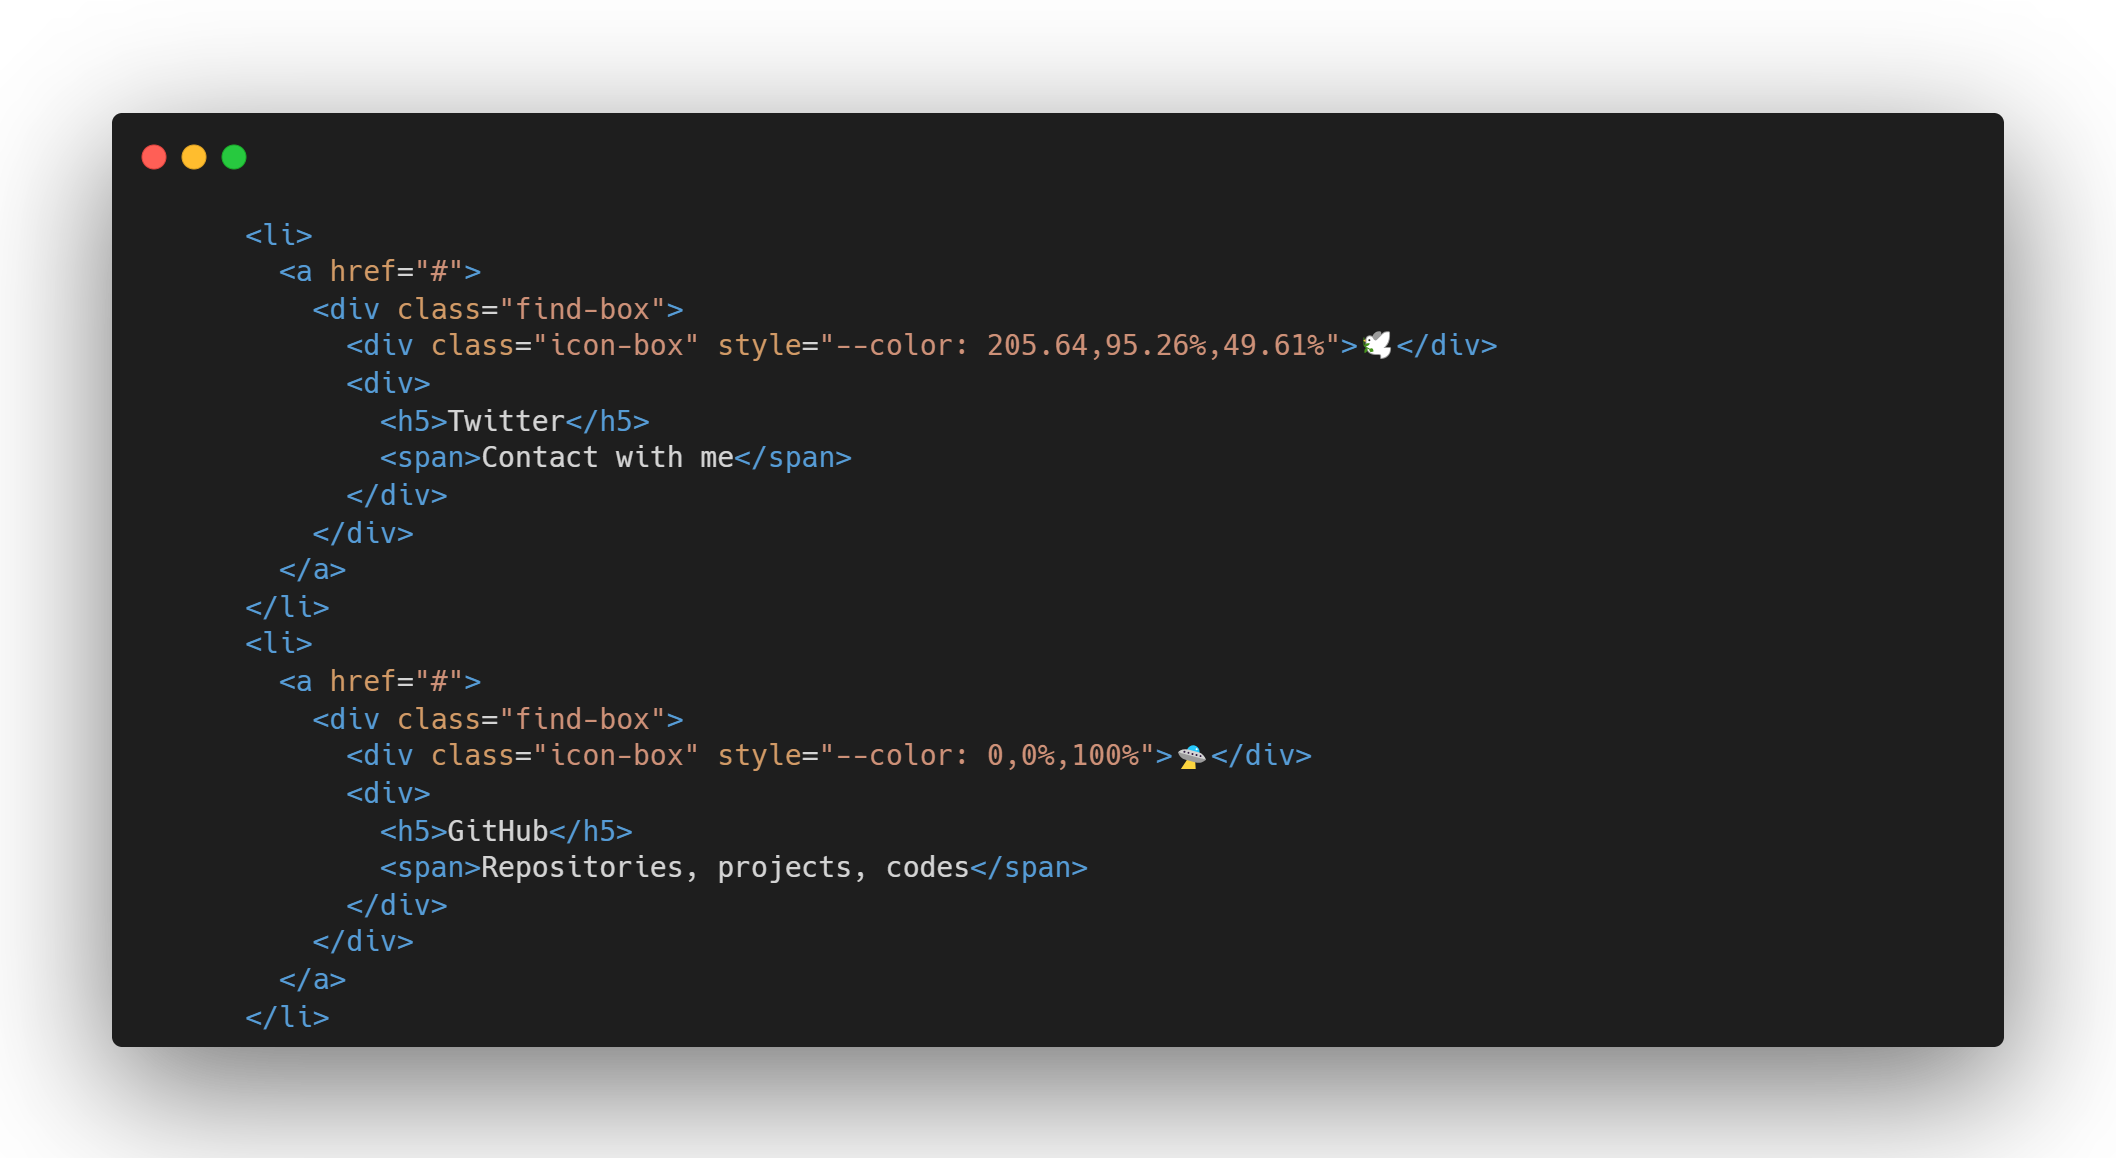 <li>
  <a href="#">
    <div class="find-box">
      <div class="icon-box" style="--color: 205.64,95.26%,49.61%">🕊️</div>
      <div>
        <h5>Twitter</h5>
        <span>Contact with me</span>
      </div>
    </div>
  </a>
</li>
<li>
  <a href="#">
    <div class="find-box">
      <div class="icon-box" style="--color: 0,0%,100%">🛸</div>
      <div>
        <h5>GitHub</h5>
        <span>Repositories, projects, codes</span>
      </div>
    </div>
  </a>
</li>